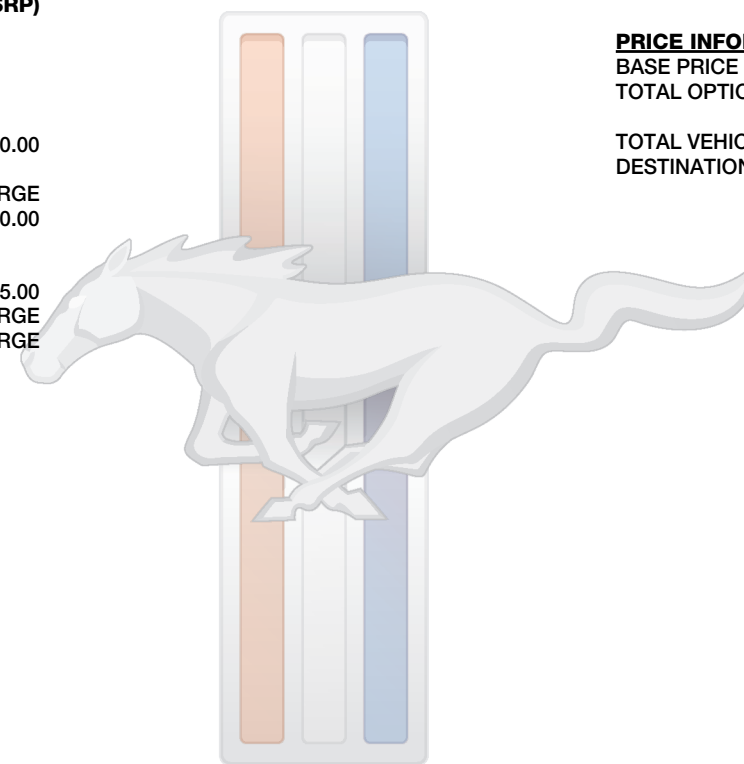 SRP)
0.00
RGE
0.00
5.00
RGE
RGE
PRICE INFO
BASE PRICE
TOTAL OPTIO
TOTAL VEHIC
DESTINATION